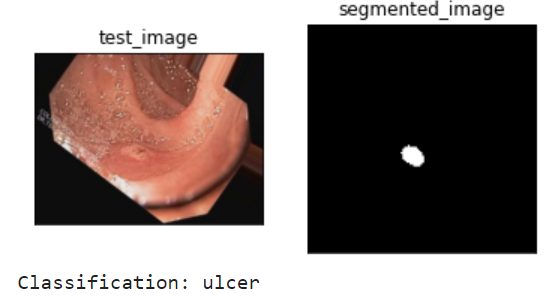 segmented_image
test_image
Classification: ulcer